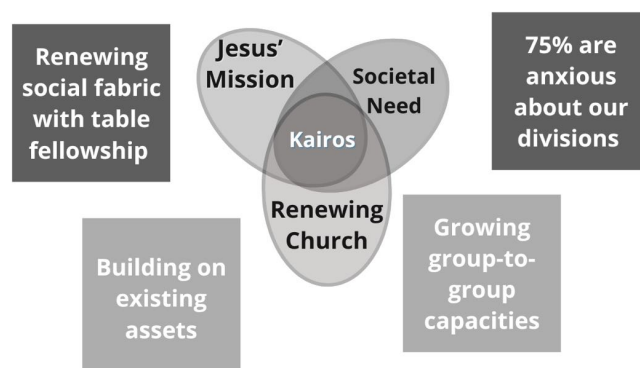 Renewing
social fabric
with table
fellowship
Jesus’
Mission
Societal
Need
Kairos
Renewing
Church
75% are
anxious
about our
divisions
Building on
existing
assets
Growing
group-to-
group
capacities